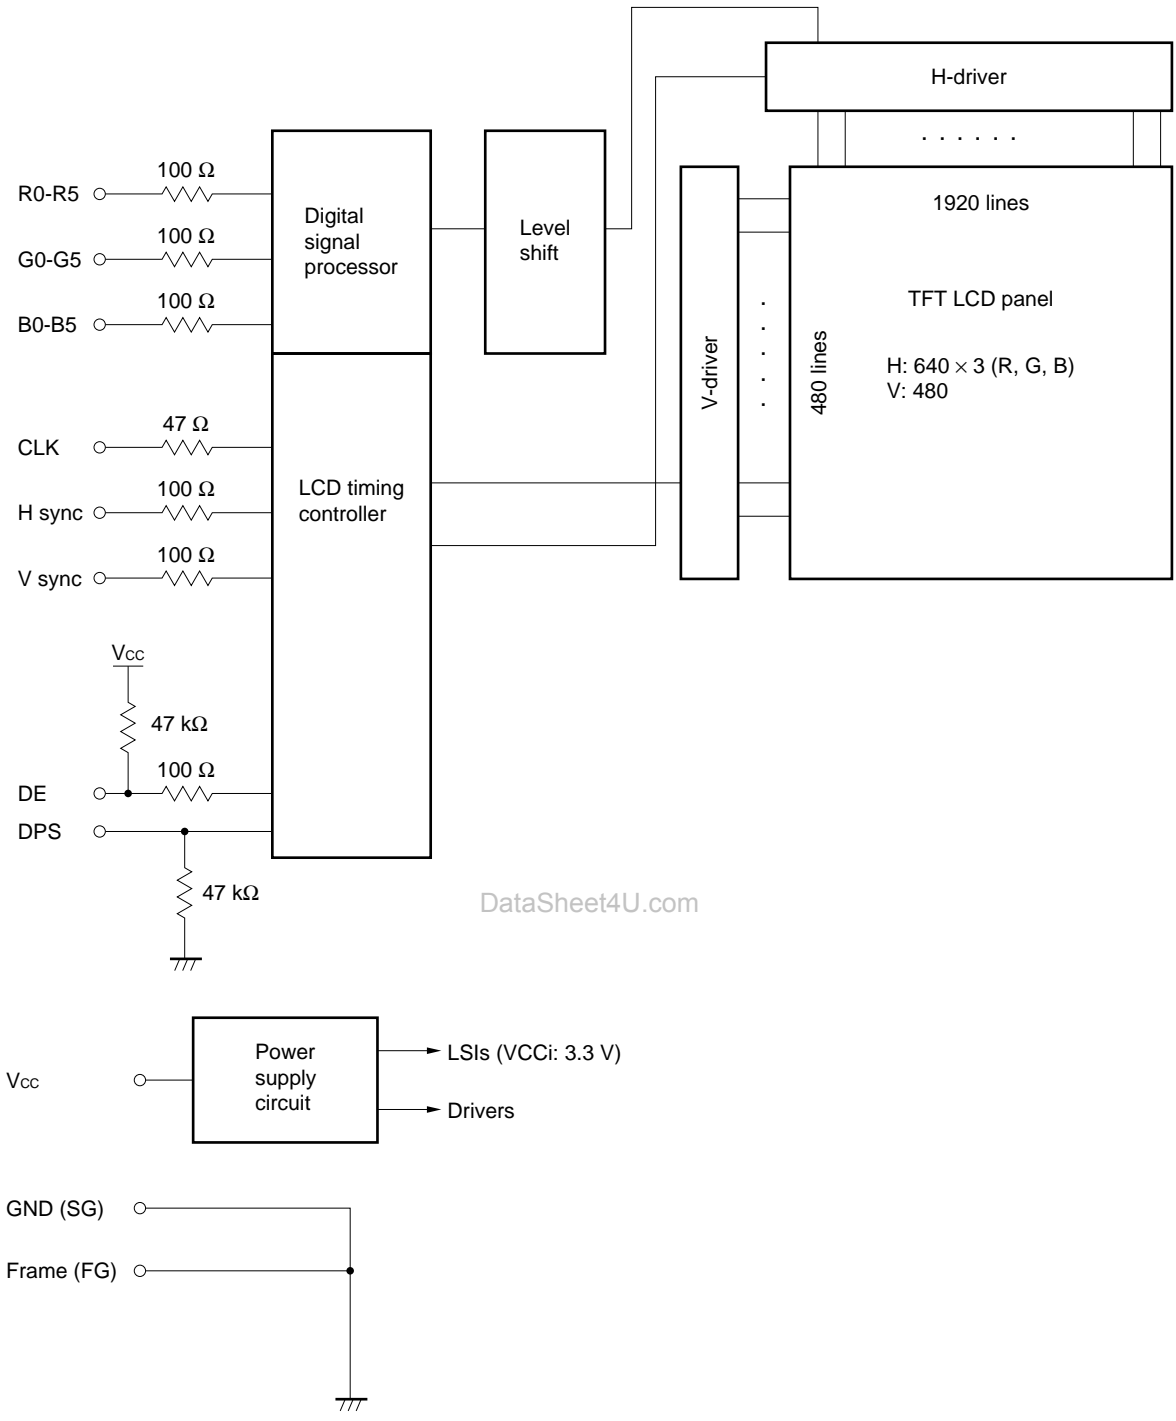 H-driver
. . . . . .
100 Ω
R0-R5
1920 lines
Digital
signal
processor
Level
shift
100 Ω
G0-G5
TFT LCD panel
100 Ω
B0-B5
V-driver
480 lines
H: 640 × 3 (R, G, B)
V: 480
47 Ω
CLK
LCD timing
controller
100 Ω
H sync
100 Ω
V sync
VCC
47 kΩ
100 Ω
DE
DPS
47 kΩ
DataSheet4U.com
Power
supply
circuit
LSIs (VCCi: 3.3 V)
VCC
Drivers
GND (SG)
Frame (FG)